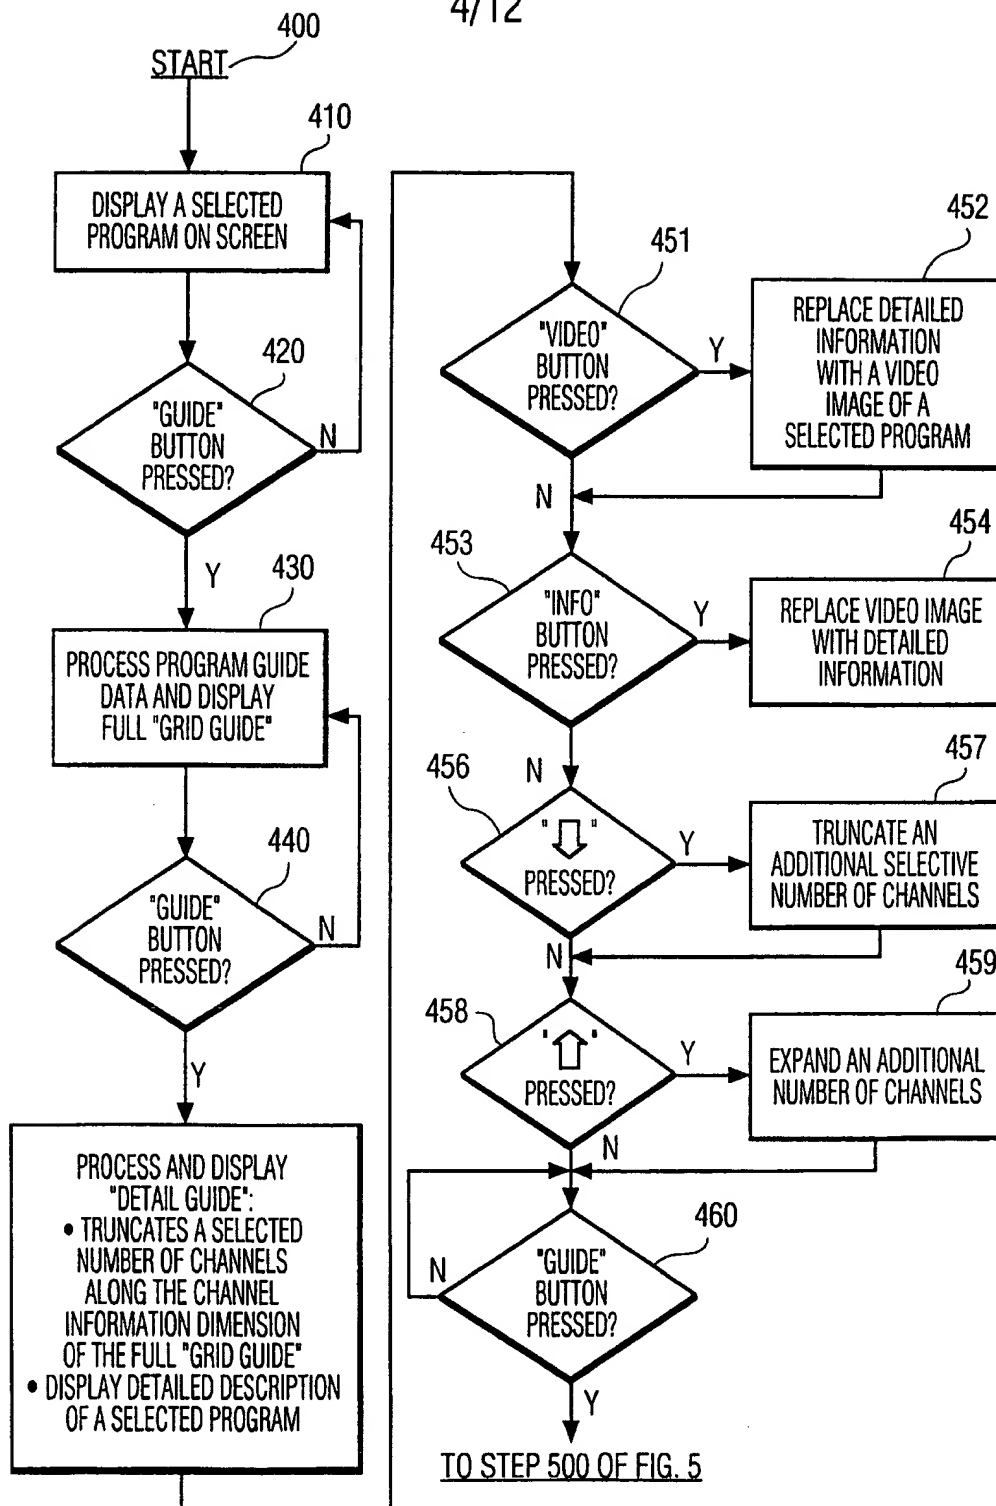 4/12
400
START
410
DISPLAY A SELECTED
PROGRAM ON SCREEN
420
"GUIDE"
BUTTON
PRESSED?
N
Y
430
PROCESS PROGRAM GUIDE
DATA AND DISPLAY
FULL "GRID GUIDE"
440
"GUIDE"
BUTTON
PRESSED?
N
Y
PROCESS AND DISPLAY
"DETAIL GUIDE":
• TRUNCATES A SELECTED
NUMBER OF CHANNELS
ALONG THE CHANNEL
INFORMATION DIMENSION
OF THE FULL "GRID GUIDE"
• DISPLAY DETAILED DESCRIPTION
OF A SELECTED PROGRAM
451
"VIDEO"
BUTTON
PRESSED?
Y
N
452
REPLACE DETAILED
INFORMATION
WITH A VIDEO
IMAGE OF A
SELECTED PROGRAM
453
"INFO"
BUTTON
PRESSED?
Y
N
454
REPLACE VIDEO IMAGE
WITH DETAILED
INFORMATION
456
"⇩"
PRESSED?
Y
N
457
TRUNCATE AN
ADDITIONAL SELECTIVE
NUMBER OF CHANNELS
458
"⇧"
PRESSED?
Y
N
459
EXPAND AN ADDITIONAL
NUMBER OF CHANNELS
460
"GUIDE"
BUTTON
PRESSED?
N
Y
TO STEP 500 OF FIG. 5